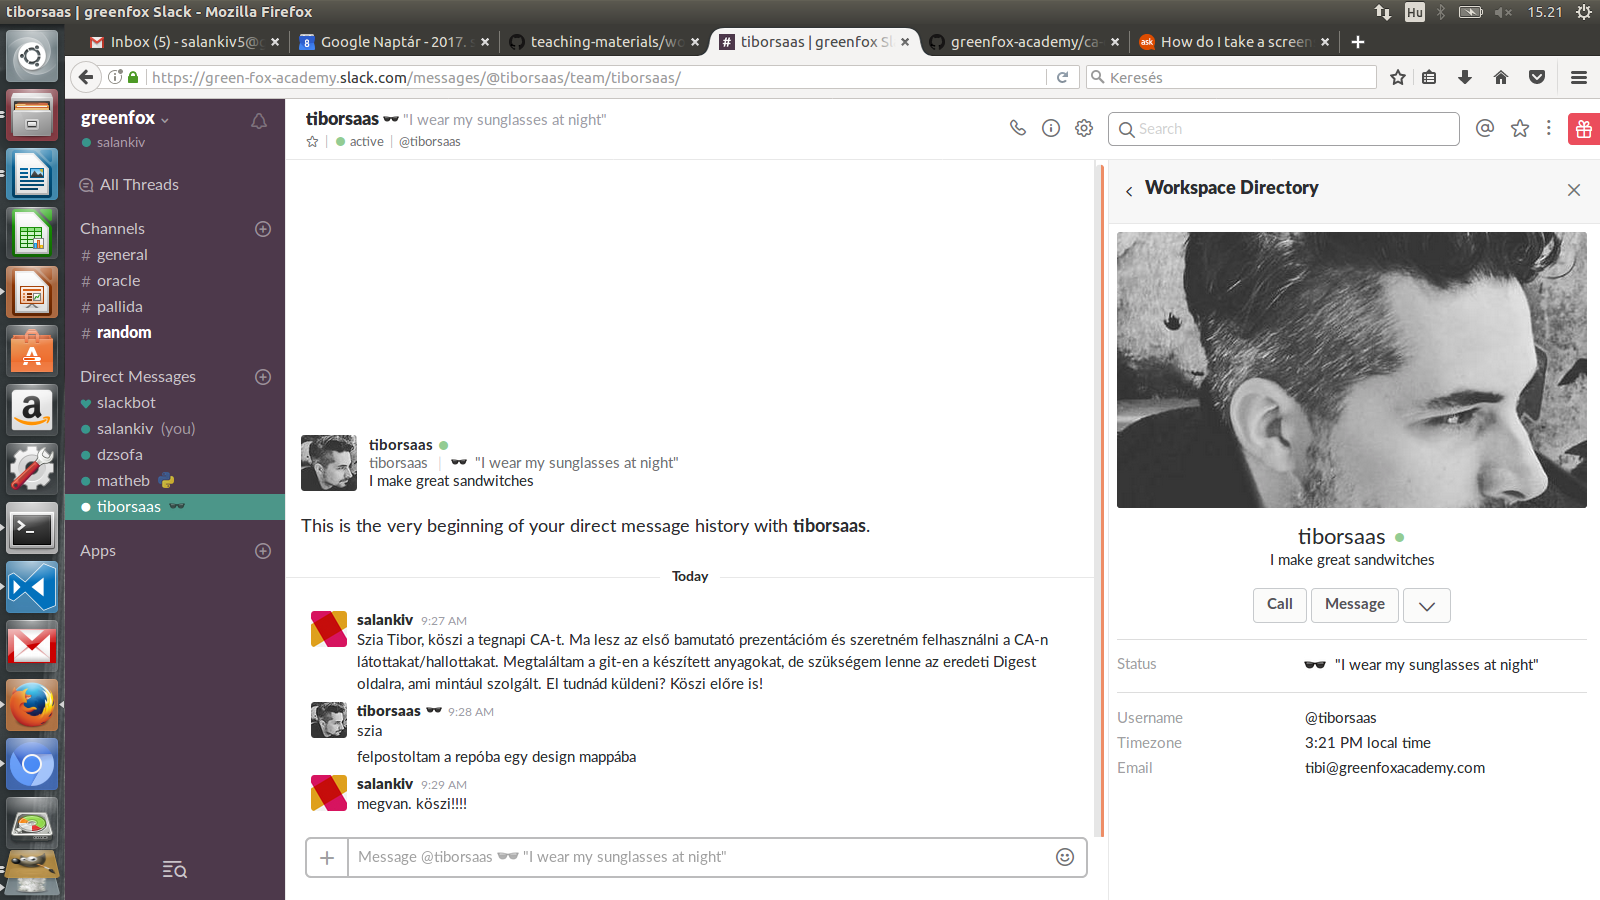 tiborsaas | greenfox Slack - Mozilla Firefox
Hu
15.21
Inbox (5) - salankiv5@g
Google Naptár - 2017. s
teaching-materials/wo
tiborsaas | greenfox Sl
greenfox-academy/ca-
ask
How do I take a screen
https://green-fox-academy.slack.com/messages/@tiborsaas/team/tiborsaas/
Keresés
greenfox
salankiv
All Threads
Channels
# general
# oracle
# pallida
# random
Direct Messages
slackbot
salankiv (you)
dzsofa
matheb
tiborsaas
Apps
tiborsaas "I wear my sunglasses at night"
active | @tiborsaas
Search
tiborsaas
tiborsaas | "I wear my sunglasses at night"
I make great sandwitches
This is the very beginning of your direct message history with tiborsaas.
Today
salankiv 9:27 AM
Szia Tibor, köszi a tegnapi CA-t. Ma lesz az első bamutató prezentációm és szeretném felhasználni a CA-n
látottakat/hallottakat. Megtaláltam a git-en a készített anyagokat, de szükségem lenne az eredeti Digest
oldalra, ami mintául szolgált. El tudnád küldeni? Köszi előre is!
tiborsaas 9:28 AM
szia
felpostoltam a repóba egy design mappába
salankiv 9:29 AM
megvan. köszi!!!!
Message @tiborsaas "I wear my sunglasses at night"
Workspace Directory
tiborsaas
I make great sandwitches
Call
Message
Status "I wear my sunglasses at night"
Username @tiborsaas
Timezone 3:21 PM local time
Email tibi@greenfoxacademy.com